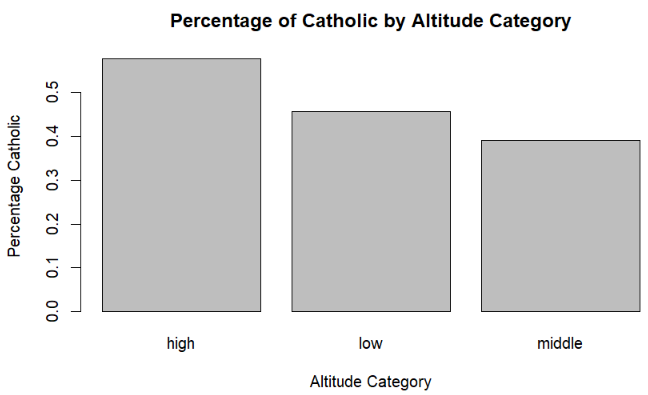 Percentage of Catholic by Altitude Category
Percentage Catholic
0.5
0.4
0.3
0.2
0.1
0.0
high low middle
Altitude Category